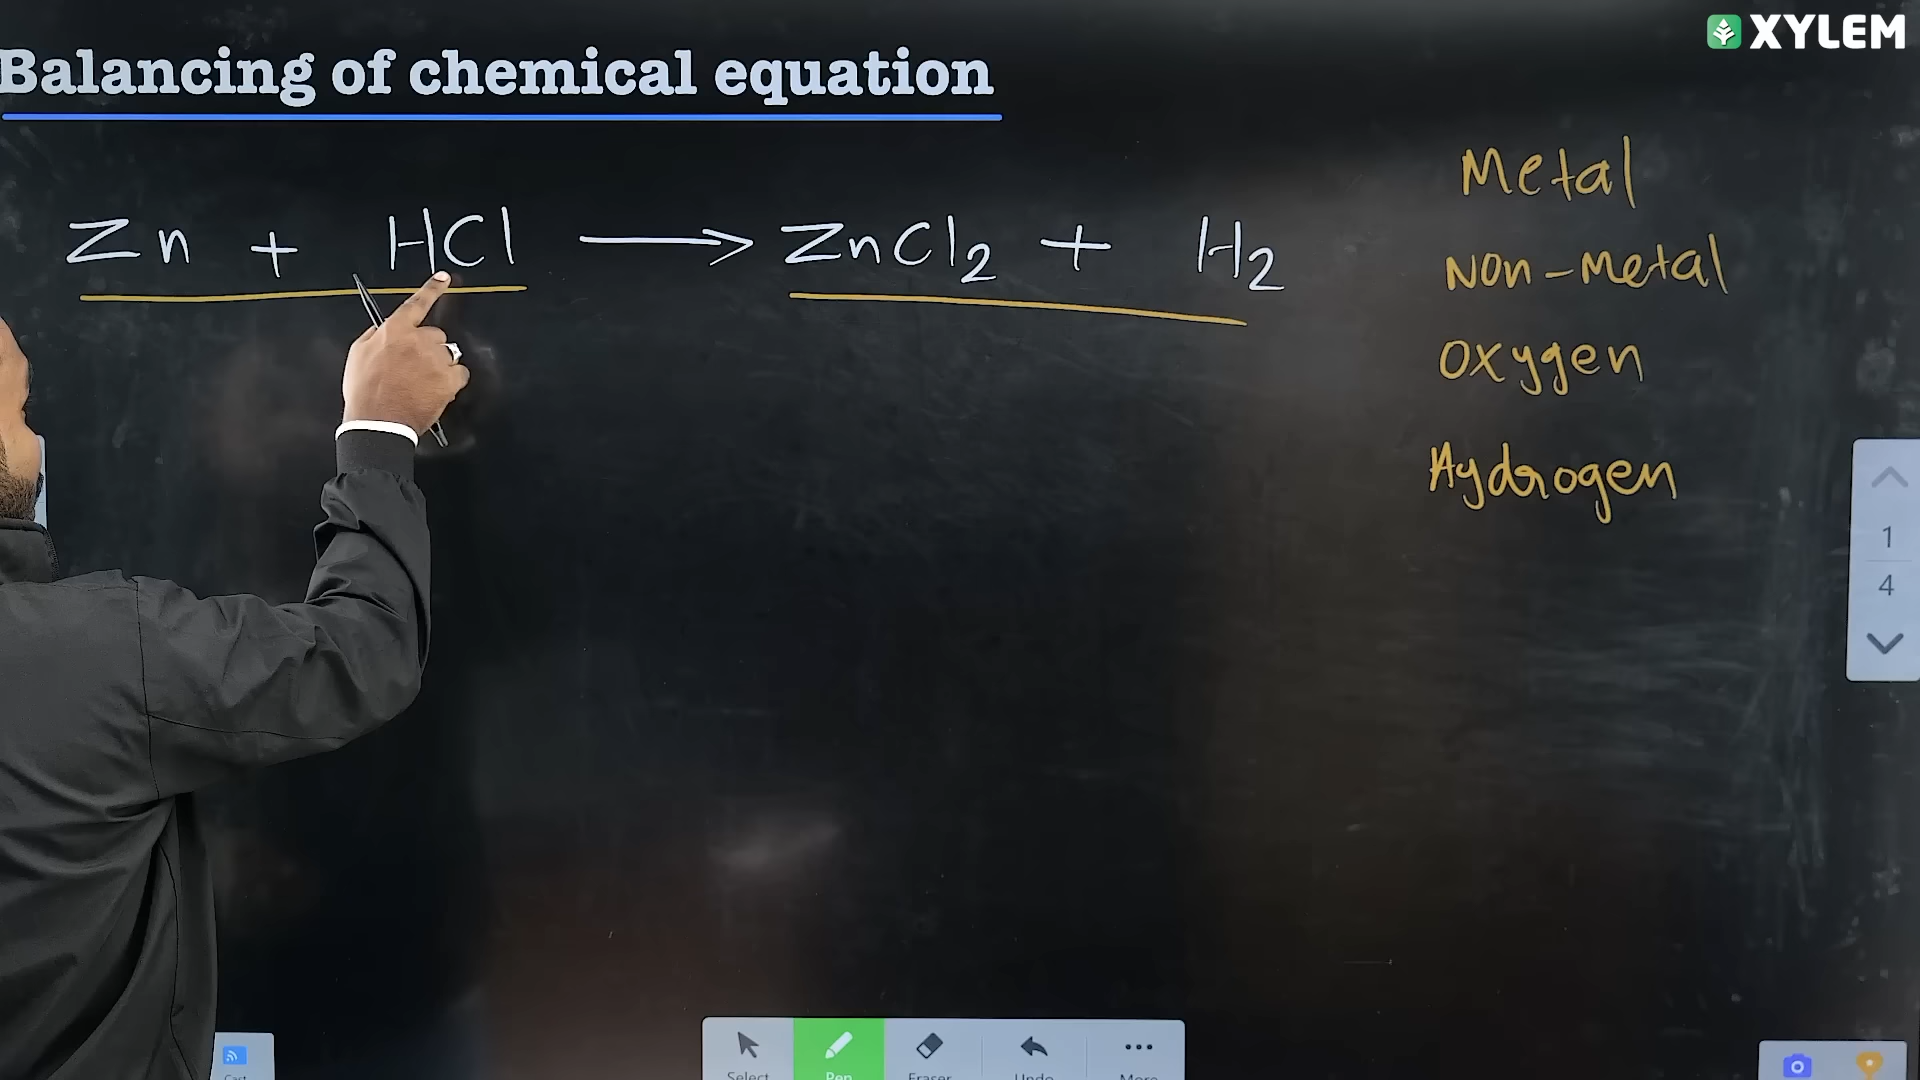 XYLEM
Balancing of chemical equation
Zn + HCl ⟶ ZnCl₂ + H₂
Metal
Non-Metal
Oxygen
Hydrogen
1
4
Select
Pen
Eraser
Undo
More
Cast